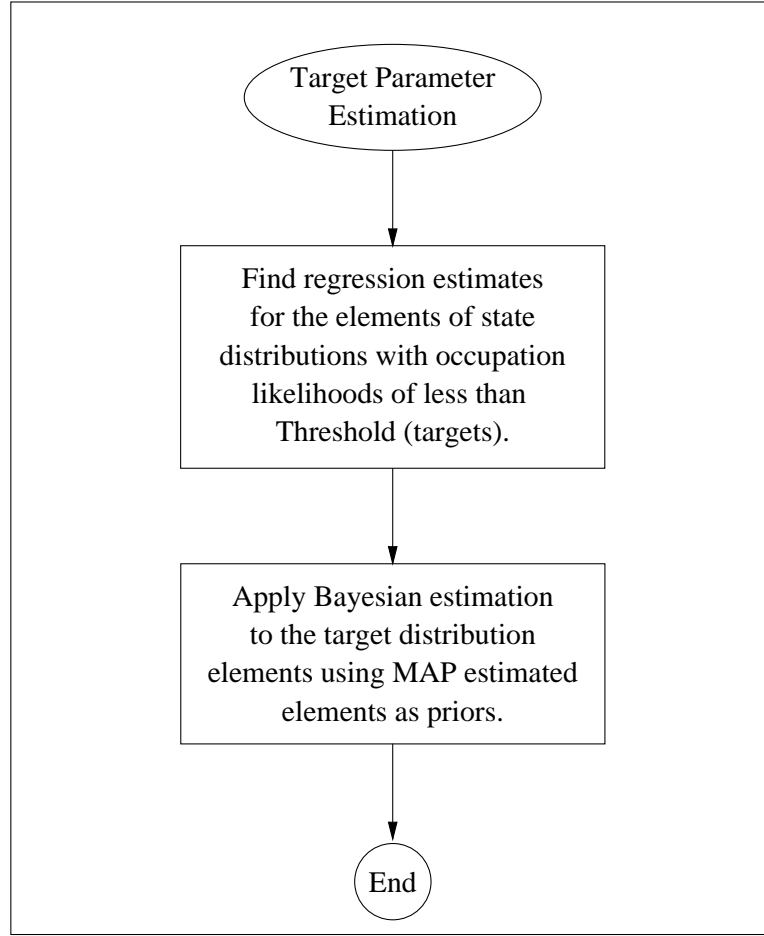 Target Parameter
Estimation
Find regression estimates
for the elements of state
distributions with occupation
likelihoods of less than
Threshold (targets).
Apply Bayesian estimation
to the target distribution
elements using MAP estimated
elements as priors.
End